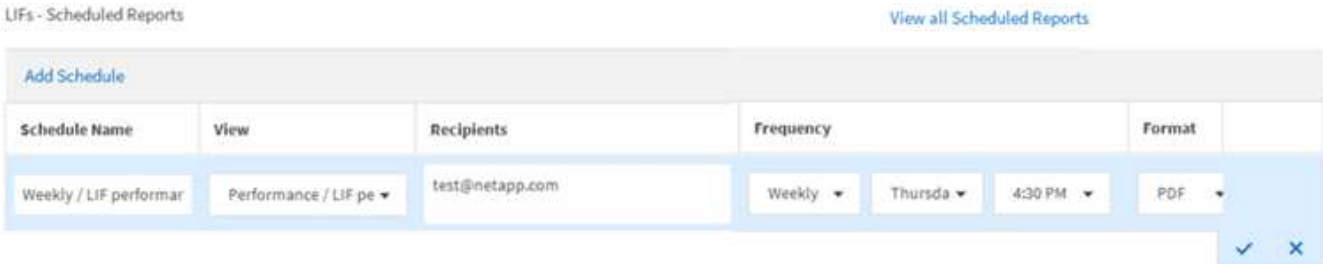 LIFs - Scheduled Reports View all Scheduled Reports
Add Schedule
Schedule Name View Recipients Frequency Format
Weekly / LIF performar Performance / LIF pe test@netapp.com Weekly Thursda 4:30 PM PDF